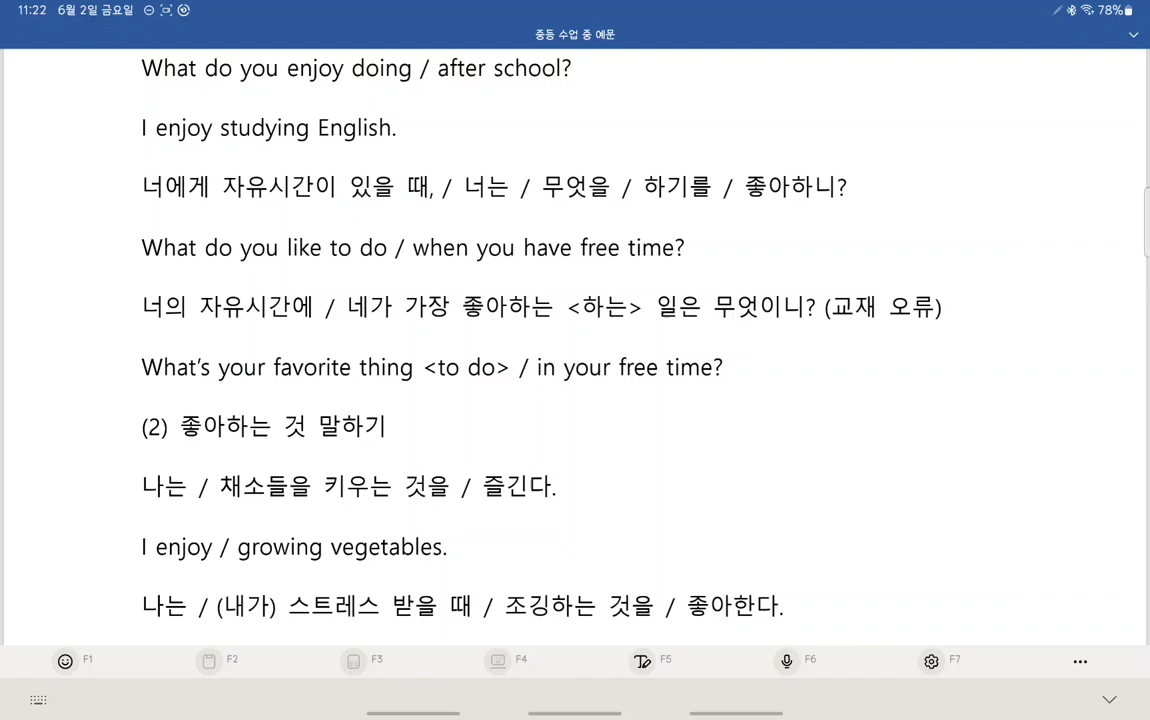 11:22 6월 2일 금요일 78%
중등 수업 중 예문
What do you enjoy doing / after school?
I enjoy studying English.
너에게 자유시간이 있을 때, / 너는 / 무엇을 / 하기를 / 좋아하니?
What do you like to do / when you have free time?
너의 자유시간에 / 네가 가장 좋아하는 <하는> 일은 무엇이니? (교재 오류)
What's your favorite thing <to do> / in your free time?
(2) 좋아하는 것 말하기
나는 / 채소들을 키우는 것을 / 즐긴다.
I enjoy / growing vegetables.
나는 / (내가) 스트레스 받을 때 / 조깅하는 것을 / 좋아한다.
F1 F2 F3 F4 F5 F6 F7